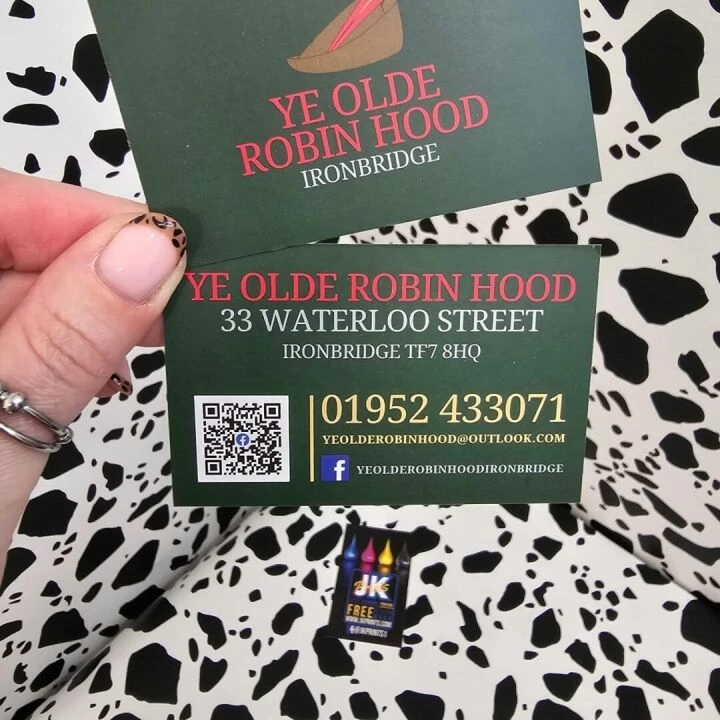 YE OLDE
ROBIN HOOD
IRONBRIDGE
YE OLDE ROBIN HOOD
33 WATERLOO STREET
IRONBRIDGE TF7 8HQ
01952 433071
YEOLDEROBINHOOD@OUTLOOK.COM
f YEOLDEROBINHOODIRONBRIDGE
JK
FREE